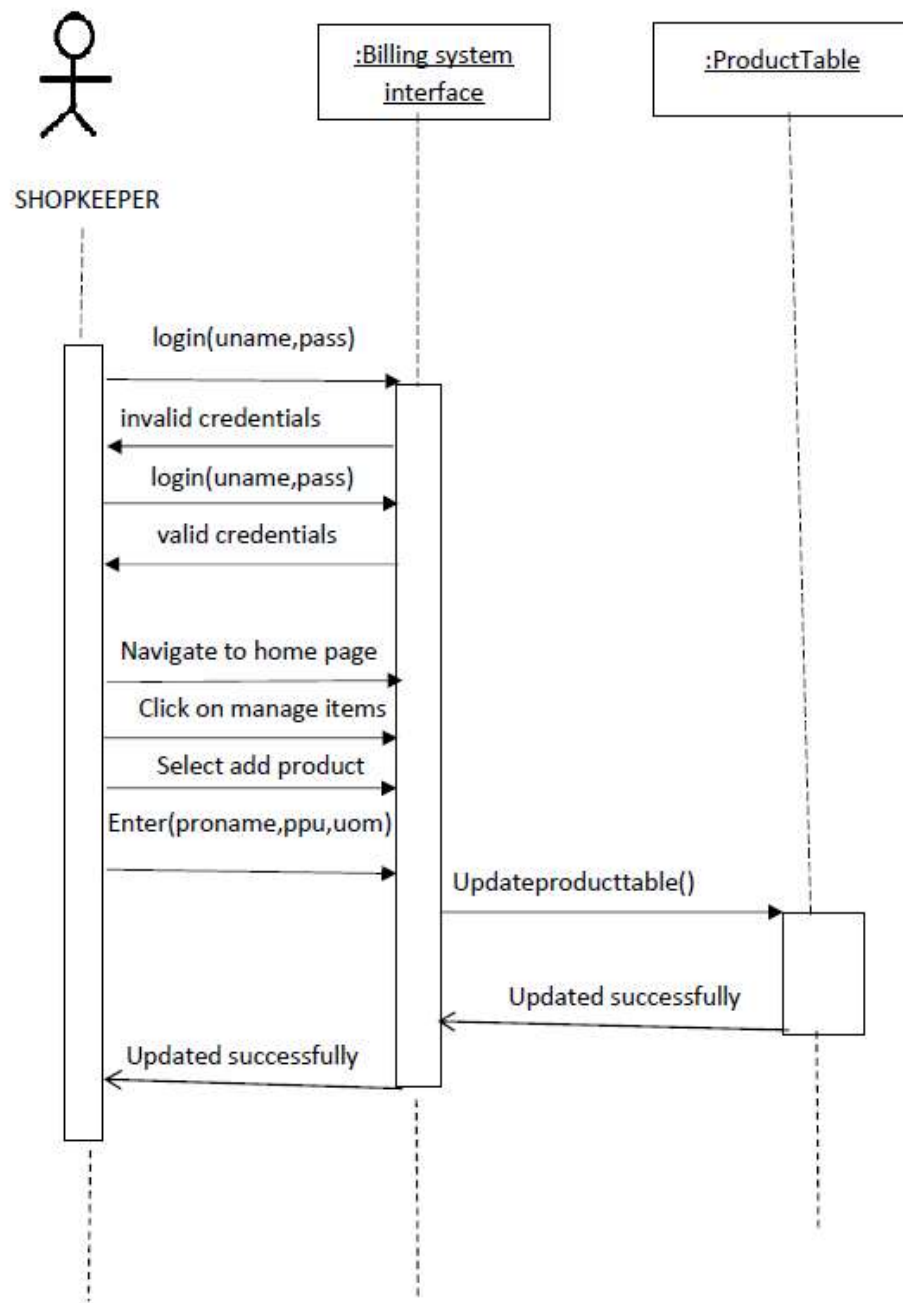 :Billing system
interface
:ProductTable
SHOPKEEPER
login(uname,pass)
invalid credentials
login(uname,pass)
valid credentials
Navigate to home page
Click on manage items
Select add product
Enter(proname,ppu,uom)
Updateproducttable()
Updated successfully
Updated successfully